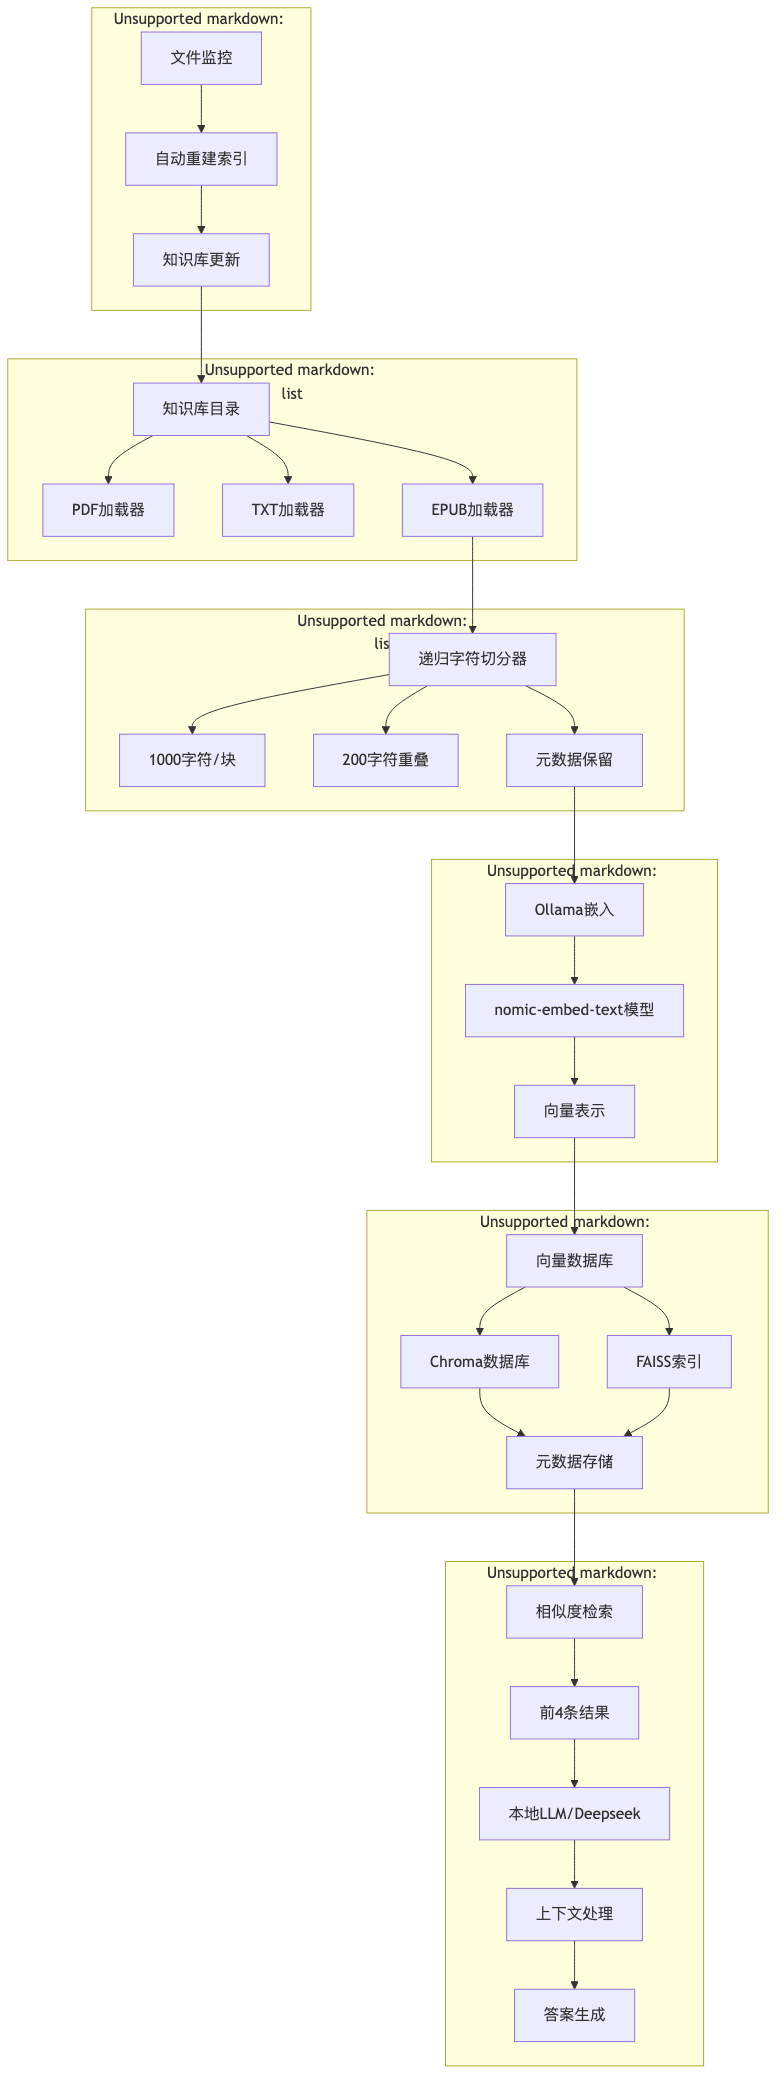 Unsupported markdown:
文件监控
自动重建索引
知识库更新
Unsupported markdown:
list
知识库目录
PDF加载器
TXT加载器
EPUB加载器
Unsupported markdown:
lis
递归字符切分器
1000字符/块
200字符重叠
元数据保留
Unsupported markdown:
Ollama嵌入
nomic-embed-text模型
向量表示
Unsupported markdown:
向量数据库
Chroma数据库
FAISS索引
元数据存储
Unsupported markdown:
相似度检索
前4条结果
本地LLM/Deepseek
上下文处理
答案生成